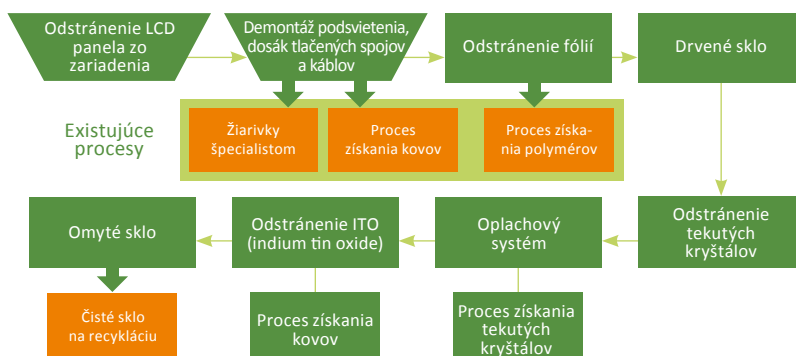 Odstránenie LCD
panela zo
zariadenia
Demontáž podsvietenia,
dosák tlačených spojov
a káblov
Odstránenie fólií
Drvené sklo
Existujúce
procesy
Žiarivky
špecialistom
Proces
získania kovov
Proces získa-
nia polymérov
Omyté sklo
Odstránenie ITO
(indium tin oxide)
Oplachový
systém
Odstránenie
tekutých
kryštálov
Čisté sklo
na recykláciu
Proces získania
kovov
Proces získania
tekutých
kryštálov